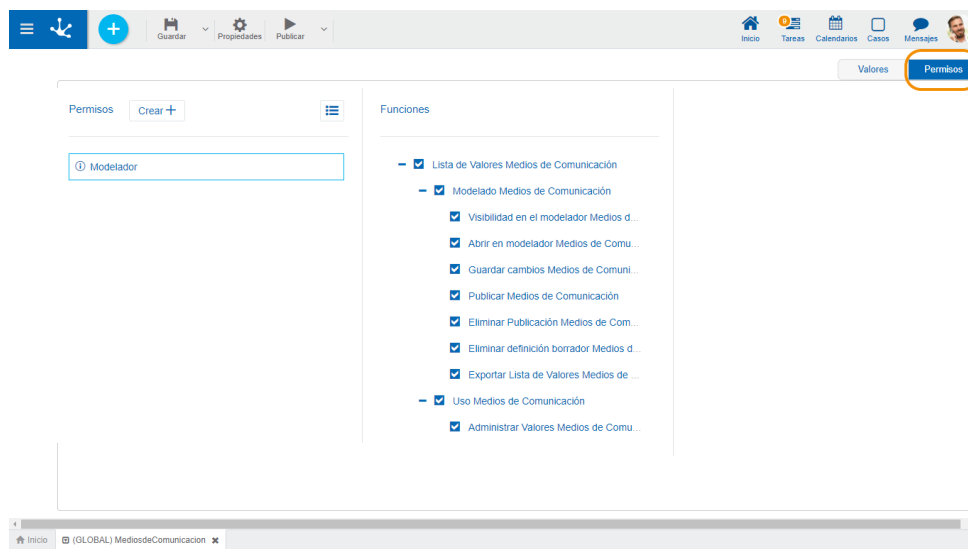 Guardar
Propiedades
Publicar
Inicio
0
Tareas
Calendarios
Casos
Mensajes
Valores
Permisos
Permisos
Crear
Funciones
Modelador
Lista de Valores Medios de Comunicación
Modelado Medios de Comunicación
Visibilidad en el modelador Medios d...
Abrir en modelador Medios de Comu...
Guardar cambios Medios de Comuni...
Publicar Medios de Comunicación
Eliminar Publicación Medios de Com...
Eliminar definición borrador Medios d...
Exportar Lista de Valores Medios de ...
Uso Medios de Comunicación
Administrar Valores Medios de Comu...
Inicio
(GLOBAL) MediosdeComunicacion